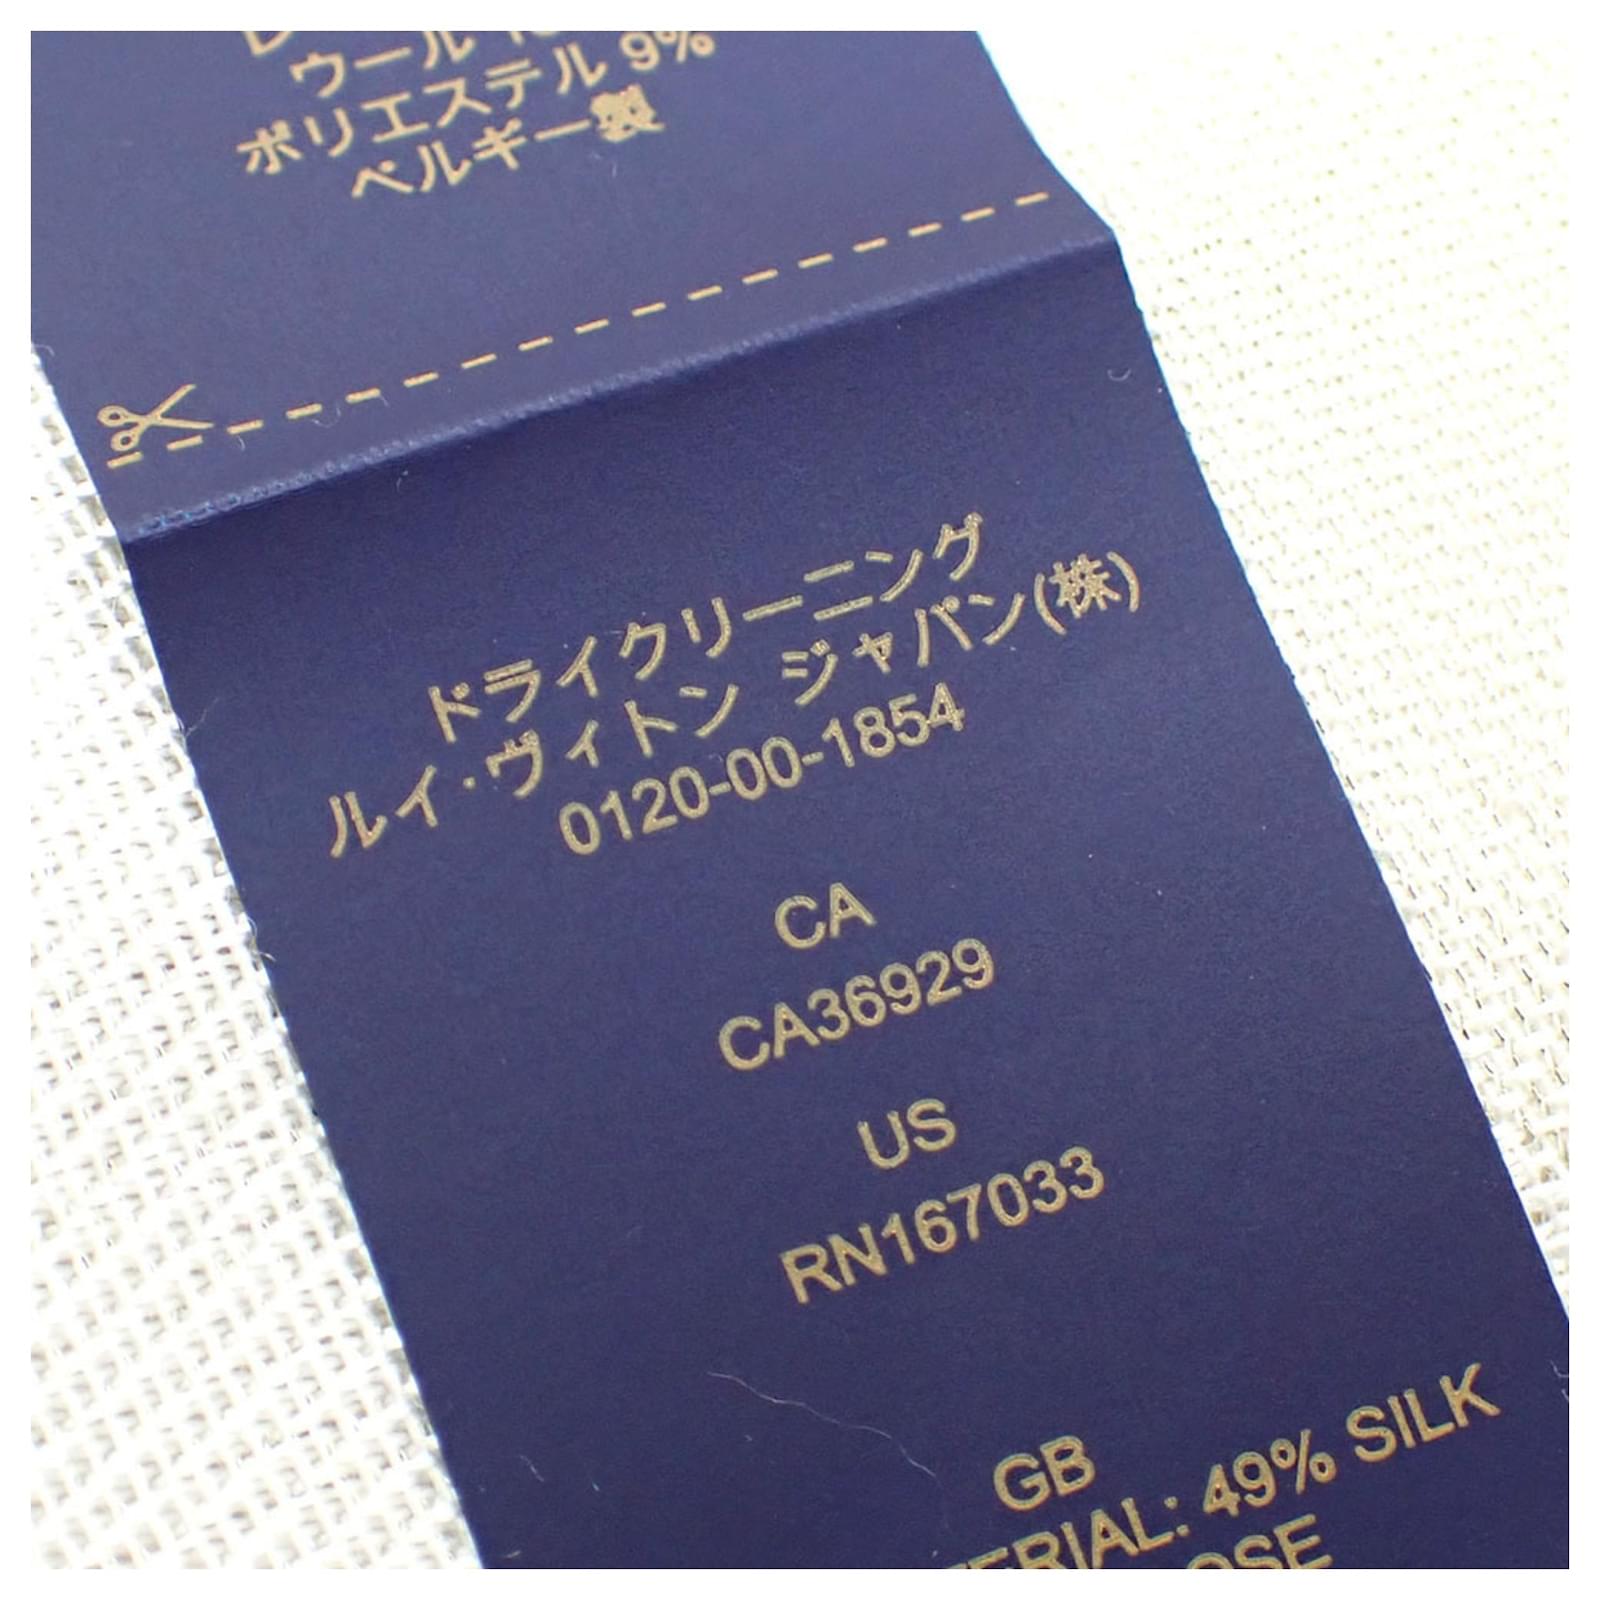 ウール
ポリエステル 9%
ベルギー製
ドライクリーニング
ルイ・ヴィトン ジャパン(株)
0120-00-1854
CA
CA36929
US
RN167033
GB
49% SILK